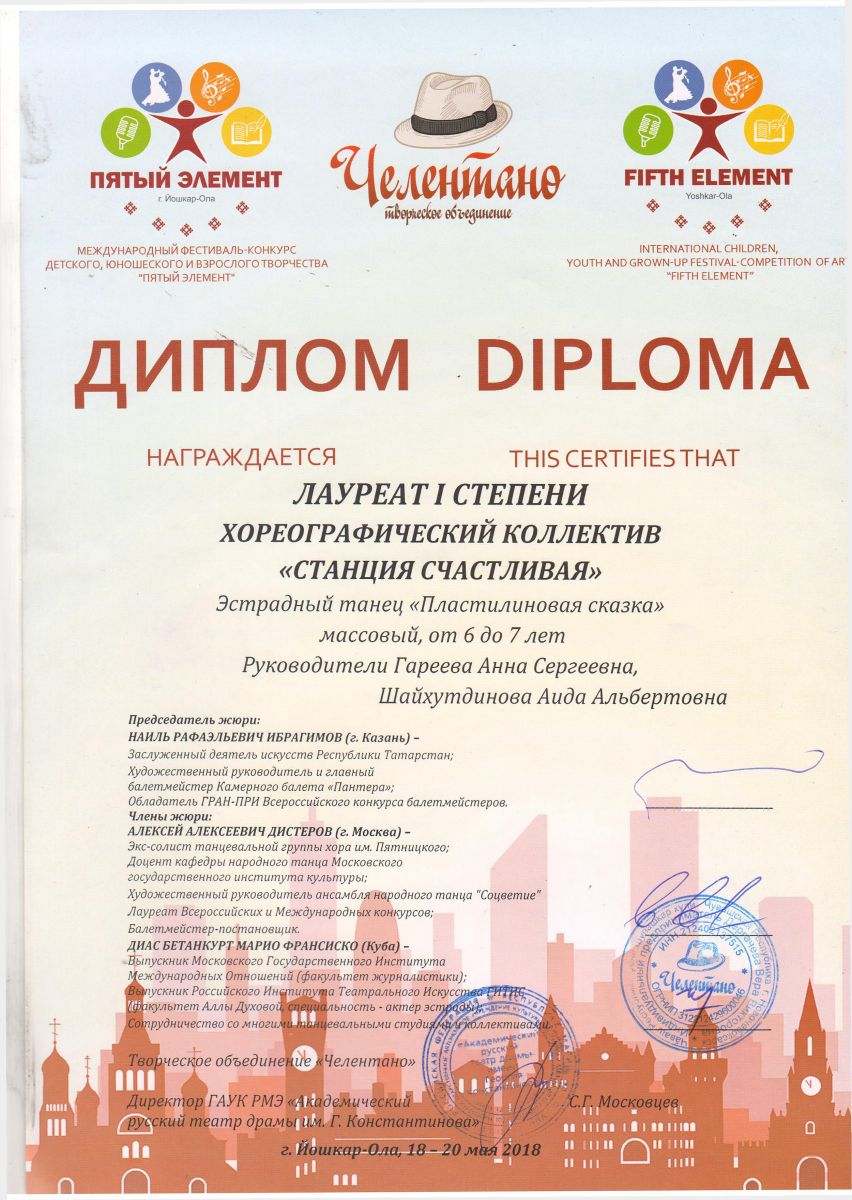 ПЯТЫЙ ЭЛЕМЕНТ
г. Йошкар-Ола
МЕЖДУНАРОДНЫЙ ФЕСТИВАЛЬ-КОНКУРС
ДЕТСКОГО, ЮНОШЕСКОГО И ВЗРОСЛОГО ТВОРЧЕСТВА
"ПЯТЫЙ ЭЛЕМЕНТ"
Челентано
творческое объединение
FIFTH ELEMENT
Yoshkar-Ola
INTERNATIONAL CHILDREN,
YOUTH AND GROWN-UP FESTIVAL-COMPETITION OF AR
"FIFTH ELEMENT"
ДИПЛОМ DIPLOMA
НАГРАЖДАЕТСЯ THIS CERTIFIES THAT
ЛАУРЕАТ I СТЕПЕНИ
ХОРЕОГРАФИЧЕСКИЙ КОЛЛЕКТИВ
«СТАНЦИЯ СЧАСТЛИВАЯ»
Эстрадный танец «Пластилиновая сказка»
массовый, от 6 до 7 лет
Руководители Гареева Анна Сергеевна,
Шайхутдинова Аида Альбертовна
Председатель жюри:
НАИЛЬ РАФАЭЛЬЕВИЧ ИБРАГИМОВ (г. Казань) –
Заслуженный деятель искусств Республики Татарстан;
Художественный руководитель и главный
балетмейстер Камерного балета «Пантера»;
Обладатель ГРАН-ПРИ Всероссийского конкурса балетмейстеров.
Члены жюри:
АЛЕКСЕЙ АЛЕКСЕЕВИЧ ДИСТЕРОВ (г. Москва) –
Экс-солист танцевальной группы хора им. Пятницкого;
Доцент кафедры народного танца Московского
государственного института культуры;
Художественный руководитель ансамбля народного танца "Соцветие"
Лауреат Всероссийских и Международных конкурсов;
Балетмейстер-постановщик.
ДИАС БЕТАНКУРТ МАРИО ФРАНСИСКО (Куба) –
Выпускник Московского Государственного Института
Международных Отношений (факультет журналистики);
Выпускник Российского Института Театрального Искусства ГИТИС
(факультет Аллы Духовой, специальность - актер эстрады);
Сотрудничество со многими танцевальными студиями и коллективами.
Творческое объединение «Челентано»
Директор ГАУК РМЭ «Академический С.Г. Московцев
русский театр драмы им. Г. Константинова»
г. Йошкар-Ола, 18 – 20 мая 2018
Челентано